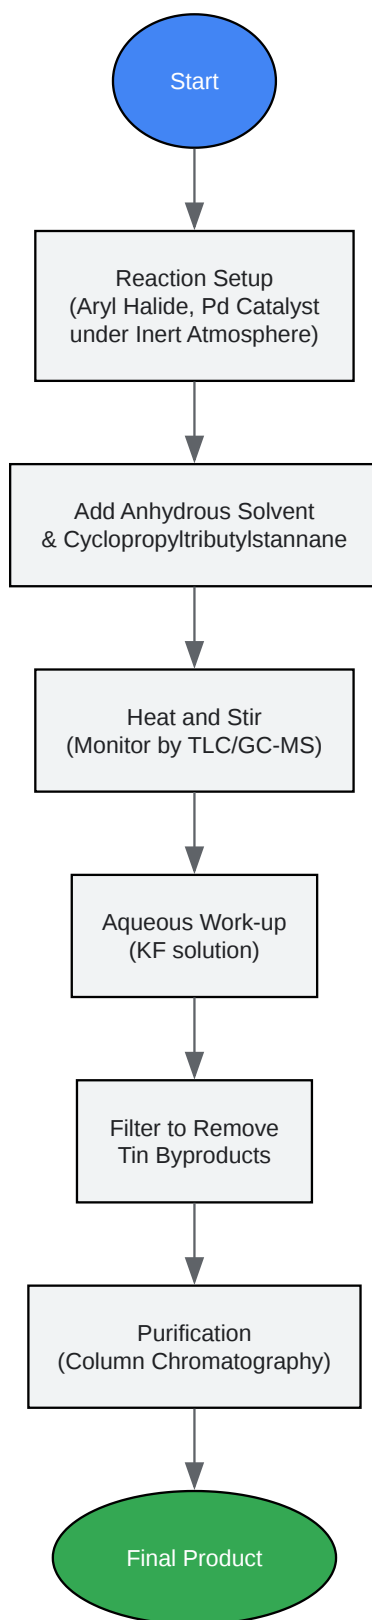 Start
Reaction Setup
(Aryl Halide, Pd Catalyst
under Inert Atmosphere)
Add Anhydrous Solvent
& Cyclopropyltributylstannane
Heat and Stir
(Monitor by TLC/GC-MS)
Aqueous Work-up
(KF solution)
Filter to Remove
Tin Byproducts
Purification
(Column Chromatography)
Final Product